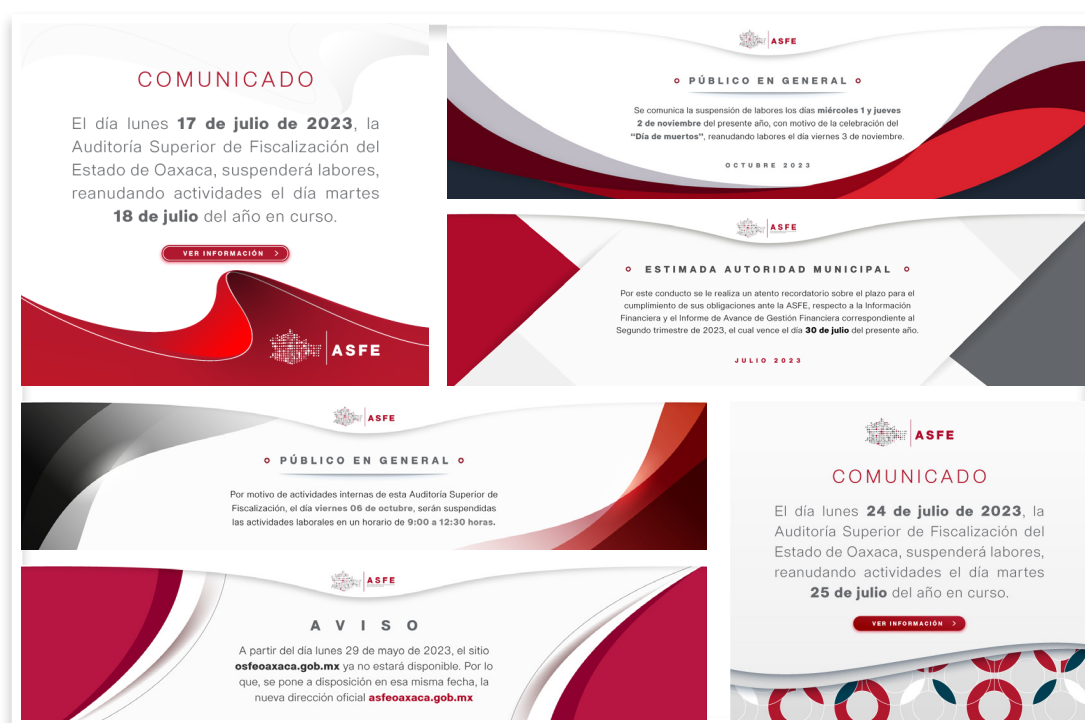 COMUNICADO
El día lunes 17 de julio de 2023, la
Auditoría Superior de Fiscalización del
Estado de Oaxaca, suspenderá labores,
reanudando actividades el día martes
18 de julio del año en curso.
VER INFORMACIÓN >
ASFE
ASFE
PÚBLICO EN GENERAL
Se comunica la suspensión de labores los días miércoles 1 y jueves
2 de noviembre del presente año, con motivo de la celebración del
"Día de muertos", reanudando labores el día viernes 3 de noviembre.
OCTUBRE 2023
ASFE
ESTIMADA AUTORIDAD MUNICIPAL
Por este conducto se le realiza un atento recordatorio sobre el plazo para el
cumplimiento de sus obligaciones ante la ASFE, respecto a la Información
Financiera y el Informe de Avance de Gestión Financiera correspondiente al
Segundo trimestre de 2023, el cual vence el día 30 de julio del presente año.
JULIO 2023
ASFE
PÚBLICO EN GENERAL
Por motivo de actividades internas de esta Auditoría Superior de
Fiscalización, el día viernes 06 de octubre, serán suspendidas
las actividades laborales en un horario de 9:00 a 12:30 horas.
ASFE
AVISO
A partir del día lunes 29 de mayo de 2023, el sitio
osfeoaxaca.gob.mx ya no estará disponible. Por lo
que, se pone a disposición en esa misma fecha, la
nueva dirección oficial asfeoaxaca.gob.mx
ASFE
COMUNICADO
El día lunes 24 de julio de 2023, la
Auditoría Superior de Fiscalización del
Estado de Oaxaca, suspenderá labores,
reanudando actividades el día martes
25 de julio del año en curso.
VER INFORMACIÓN >